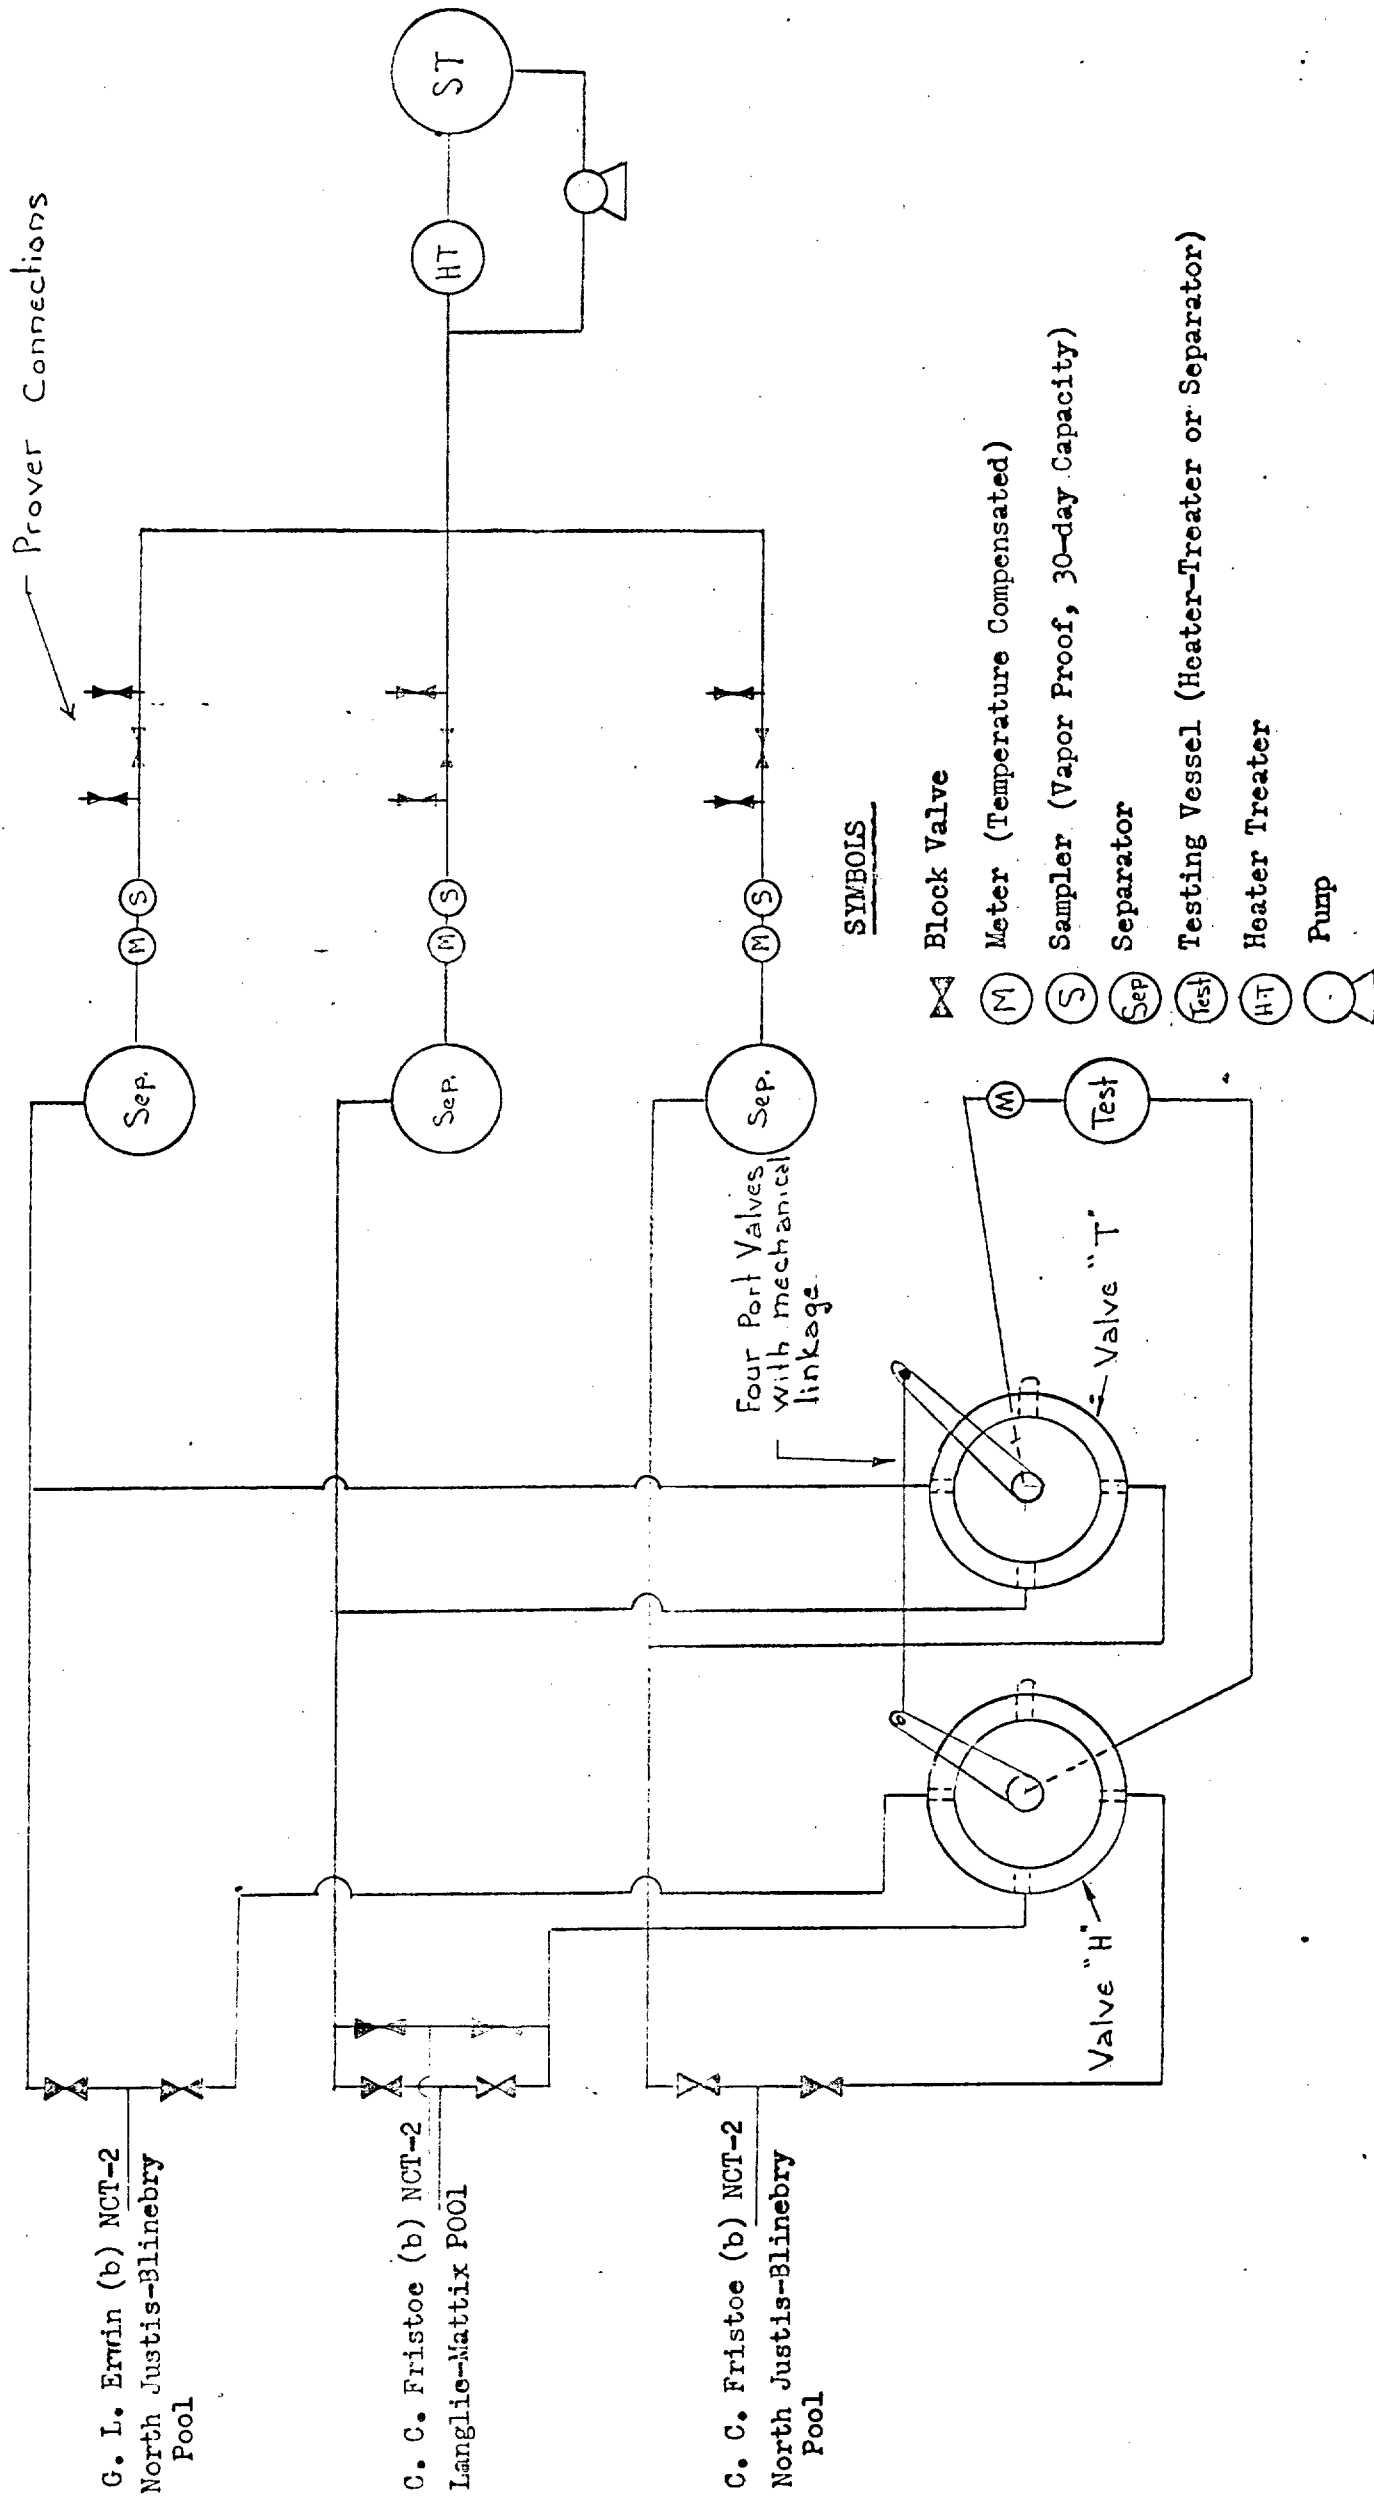 G. L. Erwin (b) NCT-2
North Justis-Blinebry
Pool
C. C. Fristoe (b) NCT-2
Langlie-Mattix POOl
C. C. Fristoe (b) NCT-2
North Justis-Blinebry
Pool
Prover Connections
Sep.
M
S
Sep.
M
S
Sep.
M
S
HT
ST
Four Port Valves
with mechanical
linkage
Valve "H"
Valve "T"
M
Test
SYMBOLS
Block Valve
M Meter (Temperature Compensated)
S Sampler (Vapor Proof, 30-day Capacity)
Sep Separator
Test Testing Vessel (Heater-Treater or Separator)
H-T Heater Treater
Pump